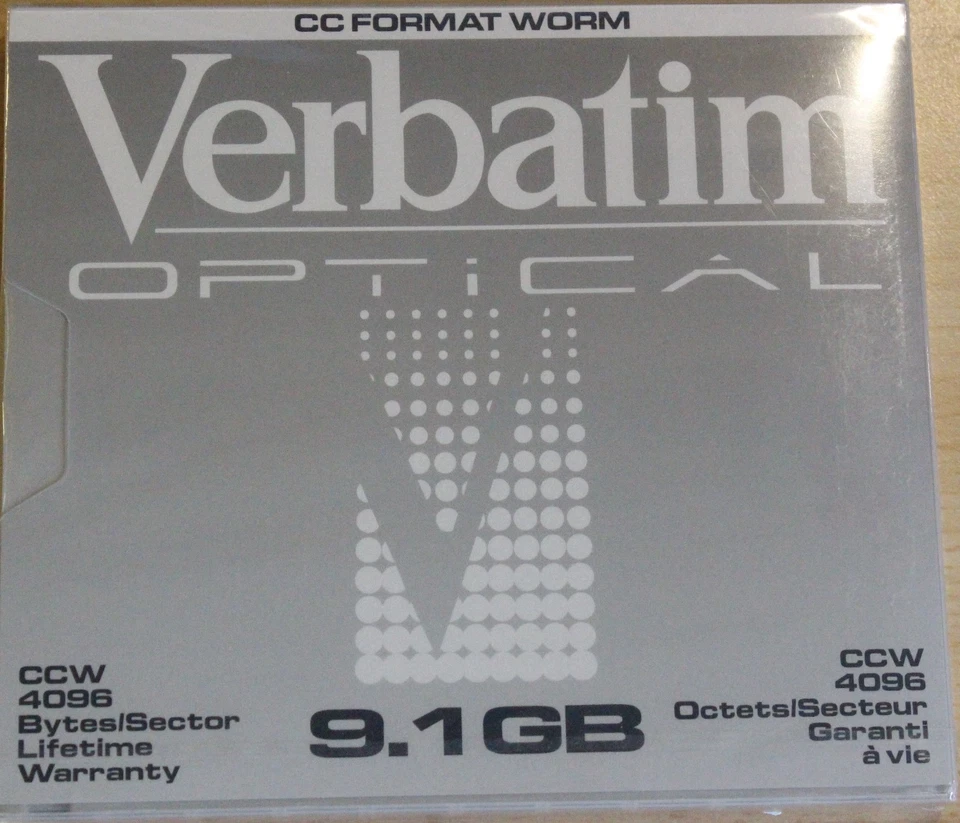 CC FORMAT WORM
Verbatim
OPTICAL
CCW
4096
Bytes/Sector
Lifetime
Warranty
9.1GB
CCW
4096
Octets/Secteur
Garanti
à vie